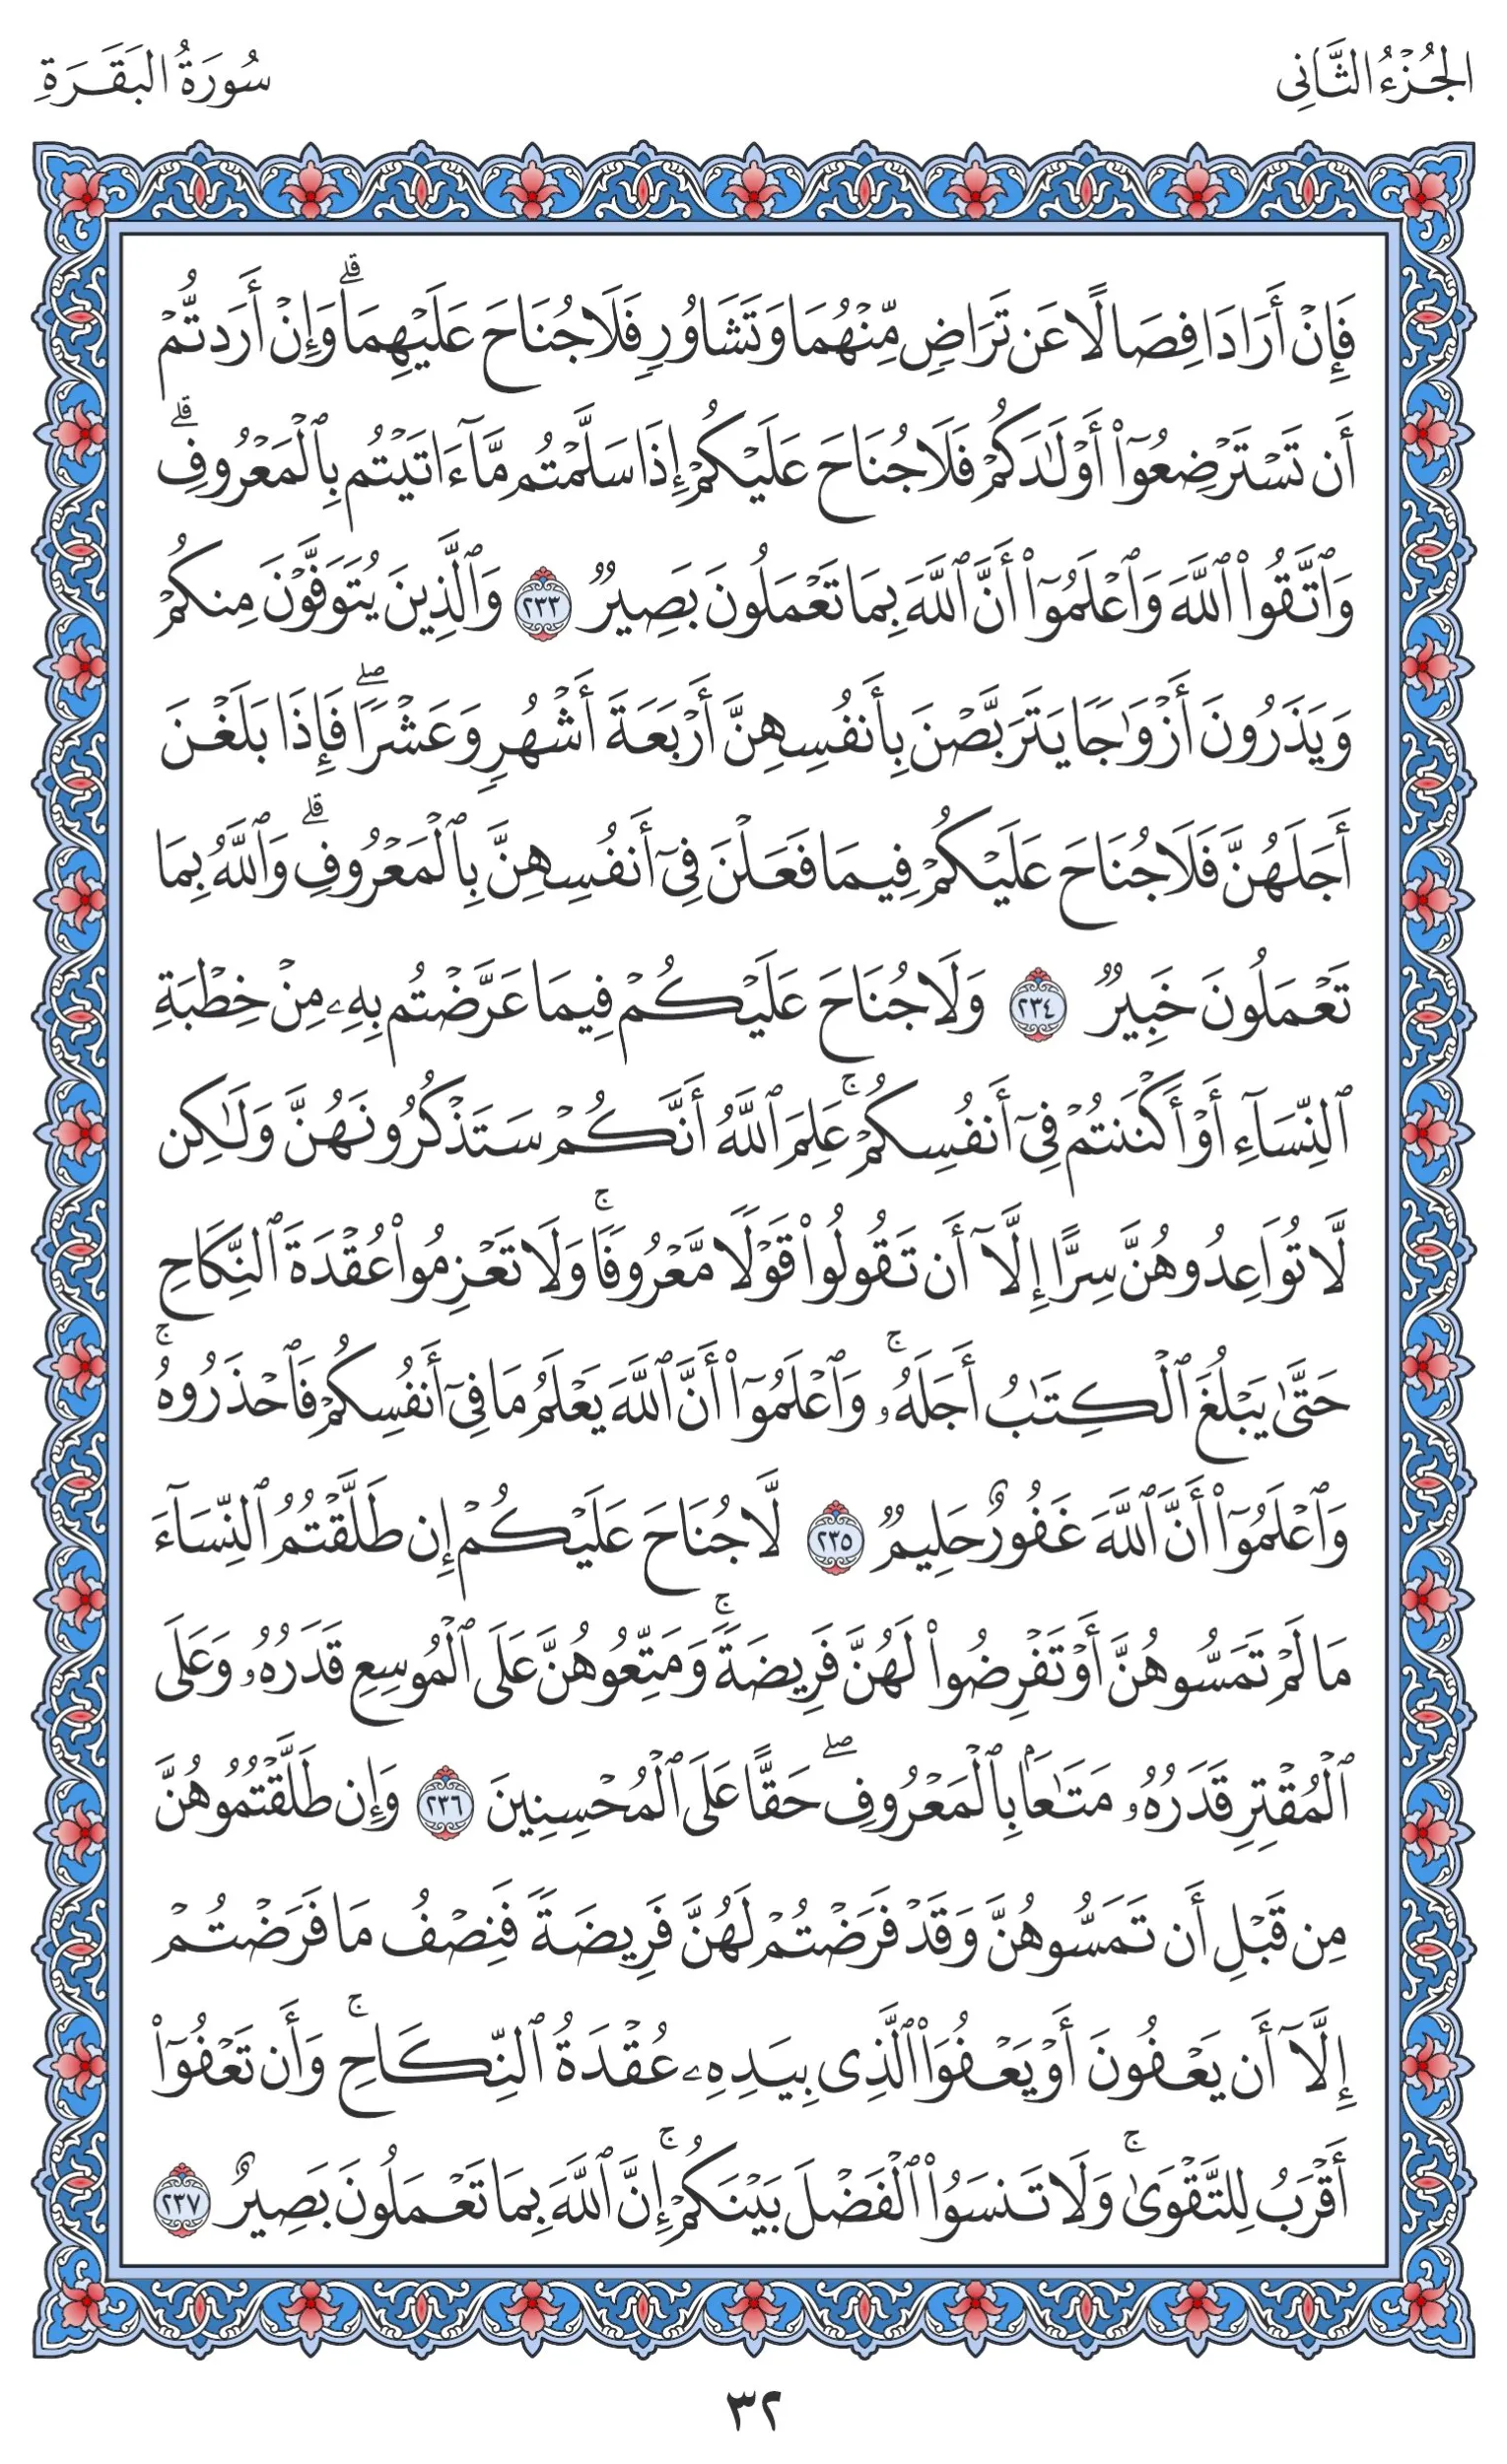 الجُزْءُ الثَّانِي
سُورَةُ البَقَرَةِ
فَإِنْ أَرَادَا فِصَالًا عَن تَرَاضٍ مِّنْهُمَا وَتَشَاوُرٍ فَلَا جُنَاحَ عَلَيْهِمَاۗ وَإِنْ أَرَدتُّمْ
أَن تَسْتَرْضِعُوٓاْ أَوْلَٰدَكُمْ فَلَا جُنَاحَ عَلَيْكُمْ إِذَا سَلَّمْتُم مَّآ ءَاتَيْتُم بِٱلْمَعْرُوفِۗ
وَٱتَّقُواْ ٱللَّهَ وَٱعْلَمُوٓاْ أَنَّ ٱللَّهَ بِمَا تَعْمَلُونَ بَصِيرٌ ٢٣٣ وَٱلَّذِينَ يُتَوَفَّوْنَ مِنكُمْ
وَيَذَرُونَ أَزْوَٰجًا يَتَرَبَّصْنَ بِأَنفُسِهِنَّ أَرْبَعَةَ أَشْهُرٍ وَعَشْرًاۖ فَإِذَا بَلَغْنَ
أَجَلَهُنَّ فَلَا جُنَاحَ عَلَيْكُمْ فِيمَا فَعَلْنَ فِىٓ أَنفُسِهِنَّ بِٱلْمَعْرُوفِۗ وَٱللَّهُ بِمَا
تَعْمَلُونَ خَبِيرٌ ٢٣٤ وَلَا جُنَاحَ عَلَيْكُمْ فِيمَا عَرَّضْتُم بِهِۦ مِنْ خِطْبَةِ
ٱلنِّسَآءِ أَوْ أَكْنَنتُمْ فِىٓ أَنفُسِكُمْۚ عَلِمَ ٱللَّهُ أَنَّكُمْ سَتَذْكُرُونَهُنَّ وَلَٰكِن
لَّا تُوَاعِدُوهُنَّ سِرًّا إِلَّآ أَن تَقُولُواْ قَوْلًا مَّعْرُوفًاۚ وَلَا تَعْزِمُواْ عُقْدَةَ ٱلنِّكَاحِ
حَتَّىٰ يَبْلُغَ ٱلْكِتَٰبُ أَجَلَهُۥۚ وَٱعْلَمُوٓاْ أَنَّ ٱللَّهَ يَعْلَمُ مَا فِىٓ أَنفُسِكُمْ فَٱحْذَرُوهُۚ
وَٱعْلَمُوٓاْ أَنَّ ٱللَّهَ غَفُورٌ حَلِيمٌ ٢٣٥ لَّا جُنَاحَ عَلَيْكُمْ إِن طَلَّقْتُمُ ٱلنِّسَآءَ
مَا لَمْ تَمَسُّوهُنَّ أَوْ تَفْرِضُواْ لَهُنَّ فَرِيضَةًۚ وَمَتِّعُوهُنَّ عَلَى ٱلْمُوسِعِ قَدَرُهُۥ وَعَلَى
ٱلْمُقْتِرِ قَدَرُهُۥ مَتَٰعًۢا بِٱلْمَعْرُوفِۖ حَقًّا عَلَى ٱلْمُحْسِنِينَ ٢٣٦ وَإِن طَلَّقْتُمُوهُنَّ
مِن قَبْلِ أَن تَمَسُّوهُنَّ وَقَدْ فَرَضْتُمْ لَهُنَّ فَرِيضَةً فَنِصْفُ مَا فَرَضْتُمْ
إِلَّآ أَن يَعْفُونَ أَوْ يَعْفُوَاْ ٱلَّذِى بِيَدِهِۦ عُقْدَةُ ٱلنِّكَاحِۚ وَأَن تَعْفُوٓاْ
أَقْرَبُ لِلتَّقْوَىٰۚ وَلَا تَنسَوُاْ ٱلْفَضْلَ بَيْنَكُمْۚ إِنَّ ٱللَّهَ بِمَا تَعْمَلُونَ بَصِيرٌ ٢٣٧
٣٢